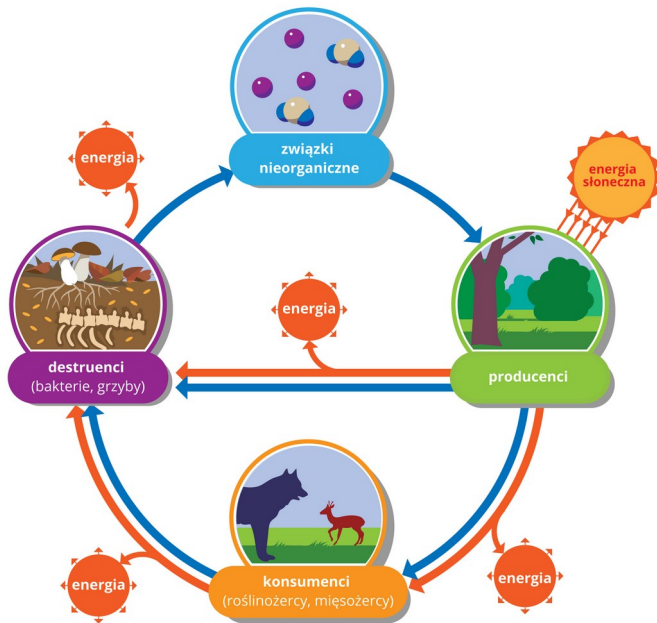 związki
nieorganiczne
energia
energia
słoneczna
energia
destruenci
(bakterie, grzyby)
producenci
energia
energia
konsumenci
(roślinożercy, mięsożercy)